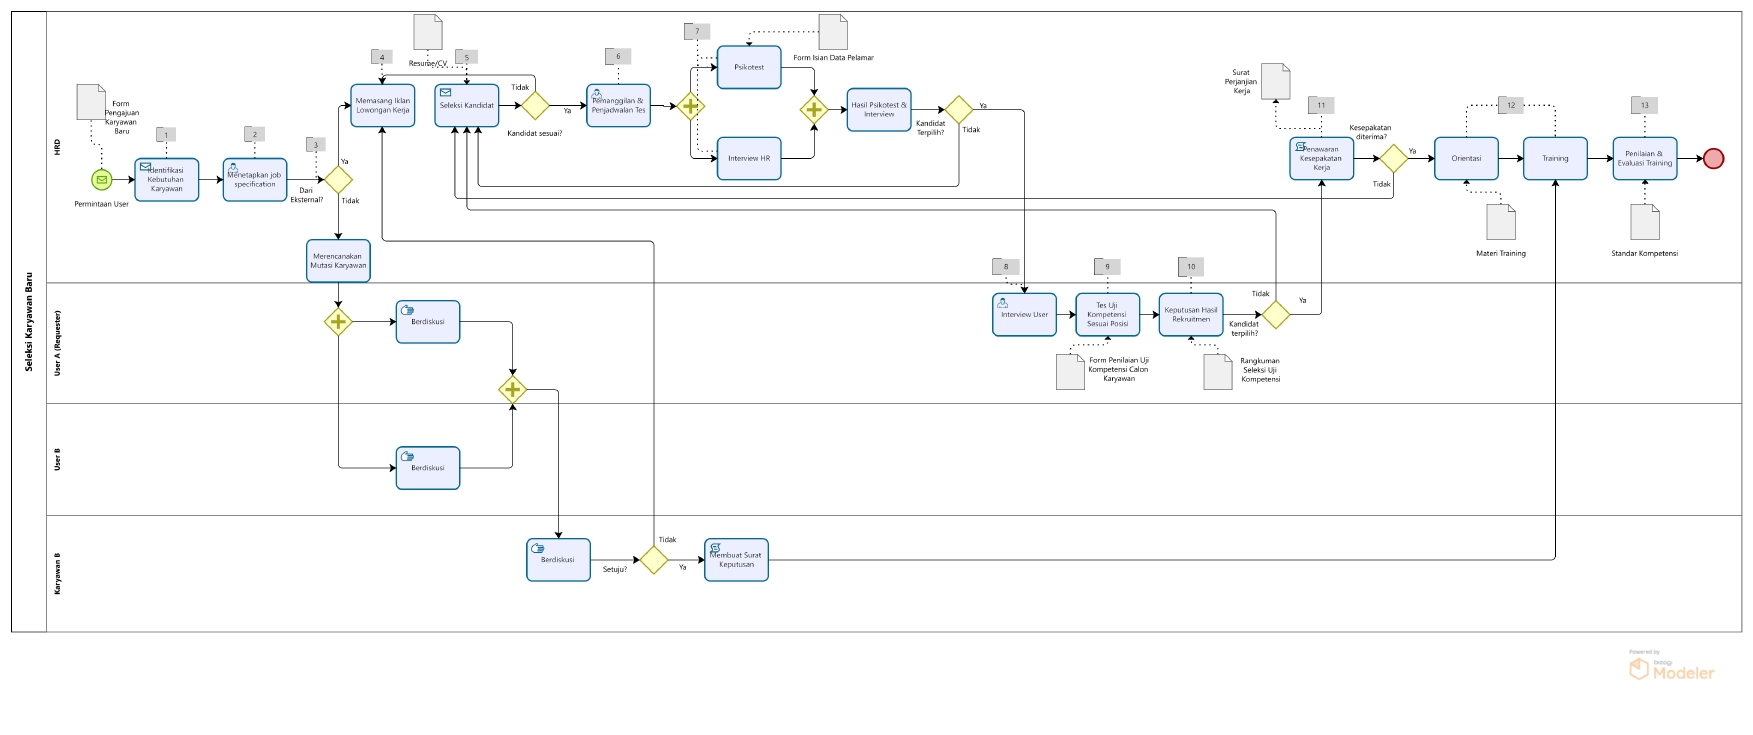 Seleksi Karyawan Baru
HRD
User A (Requester)
User B
Karyawan B
Form
Pengajuan
Karyawan
Baru
Permintaan User
1
Identifikasi
Kebutuhan
Karyawan
2
Menetapkan job
specification
3
Dari
Eksternal?
Ya
Tidak
Merencanakan
Mutasi Karyawan
4
Memasang Iklan
Lowongan Kerja
Resume/CV
5
Seleksi Kandidat
Tidak
Ya
Kandidat sesuai?
6
Pemanggilan &
Penjadwalan Tes
7
Psikotest
Form Isian Data Pelamar
Interview HR
Hasil Psikotest &
Interview
Kandidat
Terpilih?
Ya
Tidak
8
Interview User
9
Tes Uji
Kompetensi
Sesuai Posisi
Form Penilaian Uji
Kompetensi Calon
Karyawan
10
Keputusan Hasil
Rekruitmen
Rangkuman
Seleksi Uji
Kompetensi
Kandidat
terpilih?
Tidak
Ya
Surat
Perjanjian
Kerja
11
Penawaran
Kesepakatan
Kerja
Kesepakatan
diterima?
Ya
Tidak
12
Orientasi
Training
Materi Training
13
Penilaian &
Evaluasi Training
Standar Kompetensi
Berdiskusi
Berdiskusi
Berdiskusi
Setuju?
Tidak
Ya
Membuat Surat
Keputusan
Powered by
bizagi
Modeler